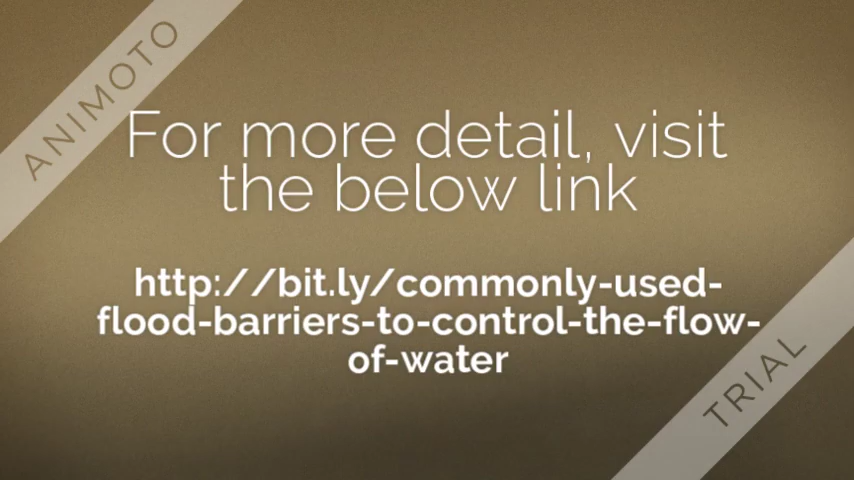 ANIMOTO
For more detail, visit
the below link
http://bit.ly/commonly-used-
flood-barriers-to-control-the-flow-
of-water
TRIAL